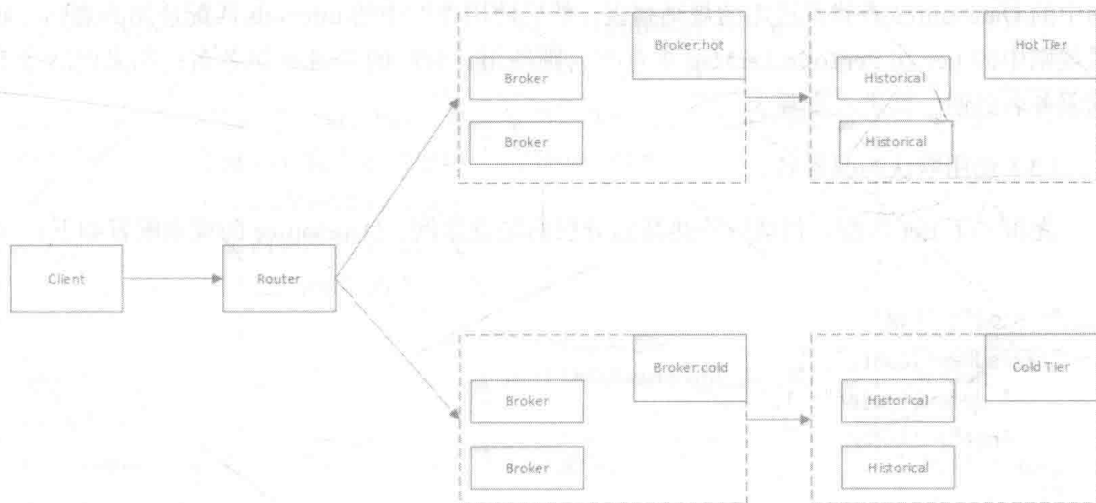 Broker:hot
Hot Tier
Broker
Historical
Broker
Historical
Client
Router
Broker:cold
Cold Tier
Broker
Historical
Broker
Historical